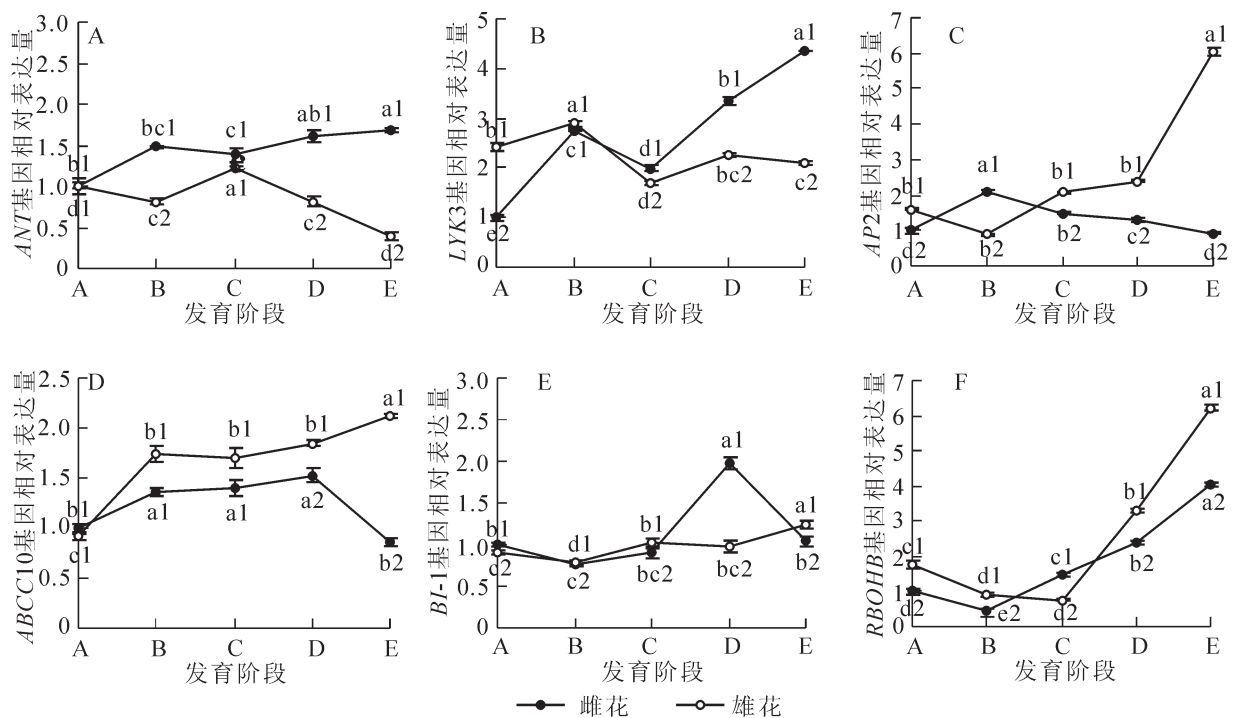 A
ANT基因相对表达量
3.0
2.5
2.0
1.5
1.0
0.5
0
b1
bc1
c1
ab1
a1
d1
c2
a1
c2
d2
A B C D E
发育阶段
B
LYK3基因相对表达量
5
4
3
2
1
0
b1
a1
d1
b1
a1
e2
c1
d2
bc2
c2
A B C D E
发育阶段
C
AP2基因相对表达量
7
6
5
4
3
2
1
0
b1
a1
b1
b1
a1
d2
b2
b2
c2
d2
A B C D E
发育阶段
D
ABCC10基因相对表达量
2.5
2.0
1.5
1.0
0.5
0
b1
b1
b1
b1
a1
c1
a1
a1
a2
b2
A B C D E
发育阶段
E
BI-1基因相对表达量
3.0
2.5
2.0
1.5
1.0
0.5
0
b1
d1
b1
a1
a1
c2
c2
bc2
bc2
b2
A B C D E
发育阶段
F
RBOHB基因相对表达量
7
6
5
4
3
2
1
0
c1
d1
c1
b1
a1
d2
e2
d2
b2
a2
A B C D E
发育阶段
雌花 雄花